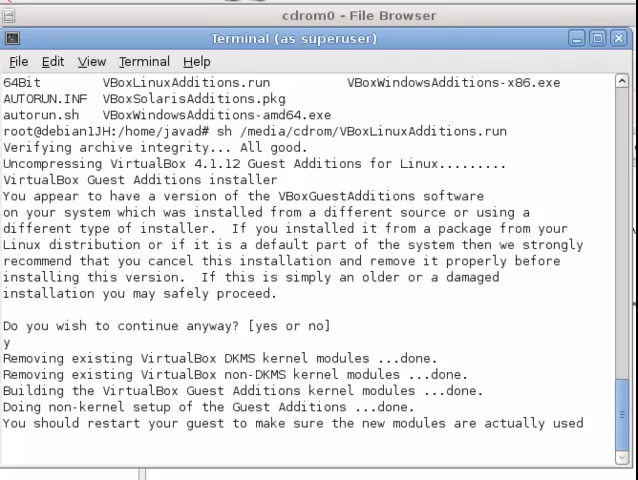 cdrom0 - File Browser
Terminal (as superuser)
File Edit View Terminal Help
64Bit VBoxLinuxAdditions.run VBoxWindowsAdditions-x86.exe
AUTORUN.INF VBoxSolarisAdditions.pkg
autorun.sh VBoxWindowsAdditions-amd64.exe
root@debian1JH:/home/javad# sh /media/cdrom/VBoxLinuxAdditions.run
Verifying archive integrity... All good.
Uncompressing VirtualBox 4.1.12 Guest Additions for Linux.........
VirtualBox Guest Additions installer
You appear to have a version of the VBoxGuestAdditions software
on your system which was installed from a different source or using a
different type of installer.  If you installed it from a package from your
Linux distribution or if it is a default part of the system then we strongly
recommend that you cancel this installation and remove it properly before
installing this version.  If this is simply an older or a damaged
installation you may safely proceed.
Do you wish to continue anyway? [yes or no]
y
Removing existing VirtualBox DKMS kernel modules ...done.
Removing existing VirtualBox non-DKMS kernel modules ...done.
Building the VirtualBox Guest Additions kernel modules ...done.
Doing non-kernel setup of the Guest Additions ...done.
You should restart your guest to make sure the new modules are actually used